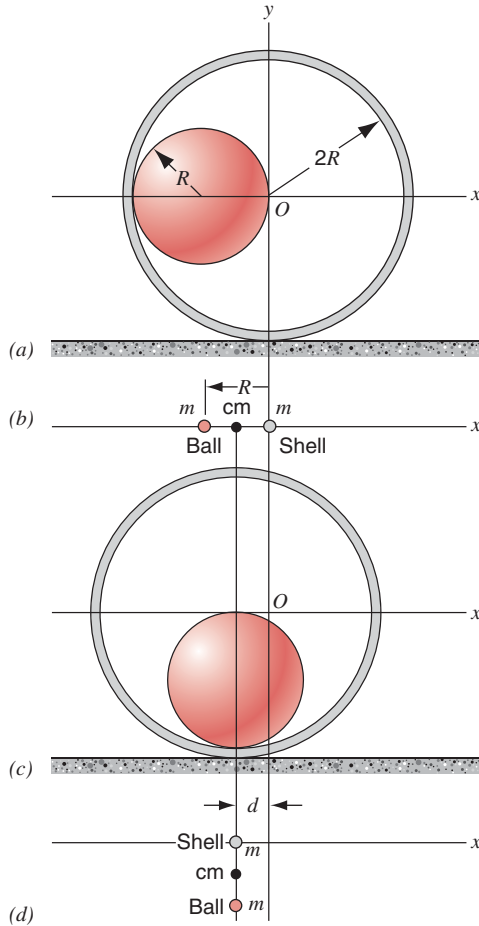 y
R
2R
x
O
(a)
R
m cm m
(b) x
Ball Shell
O
x
(c)
d
Shell m x
cm
Ball m
(d)